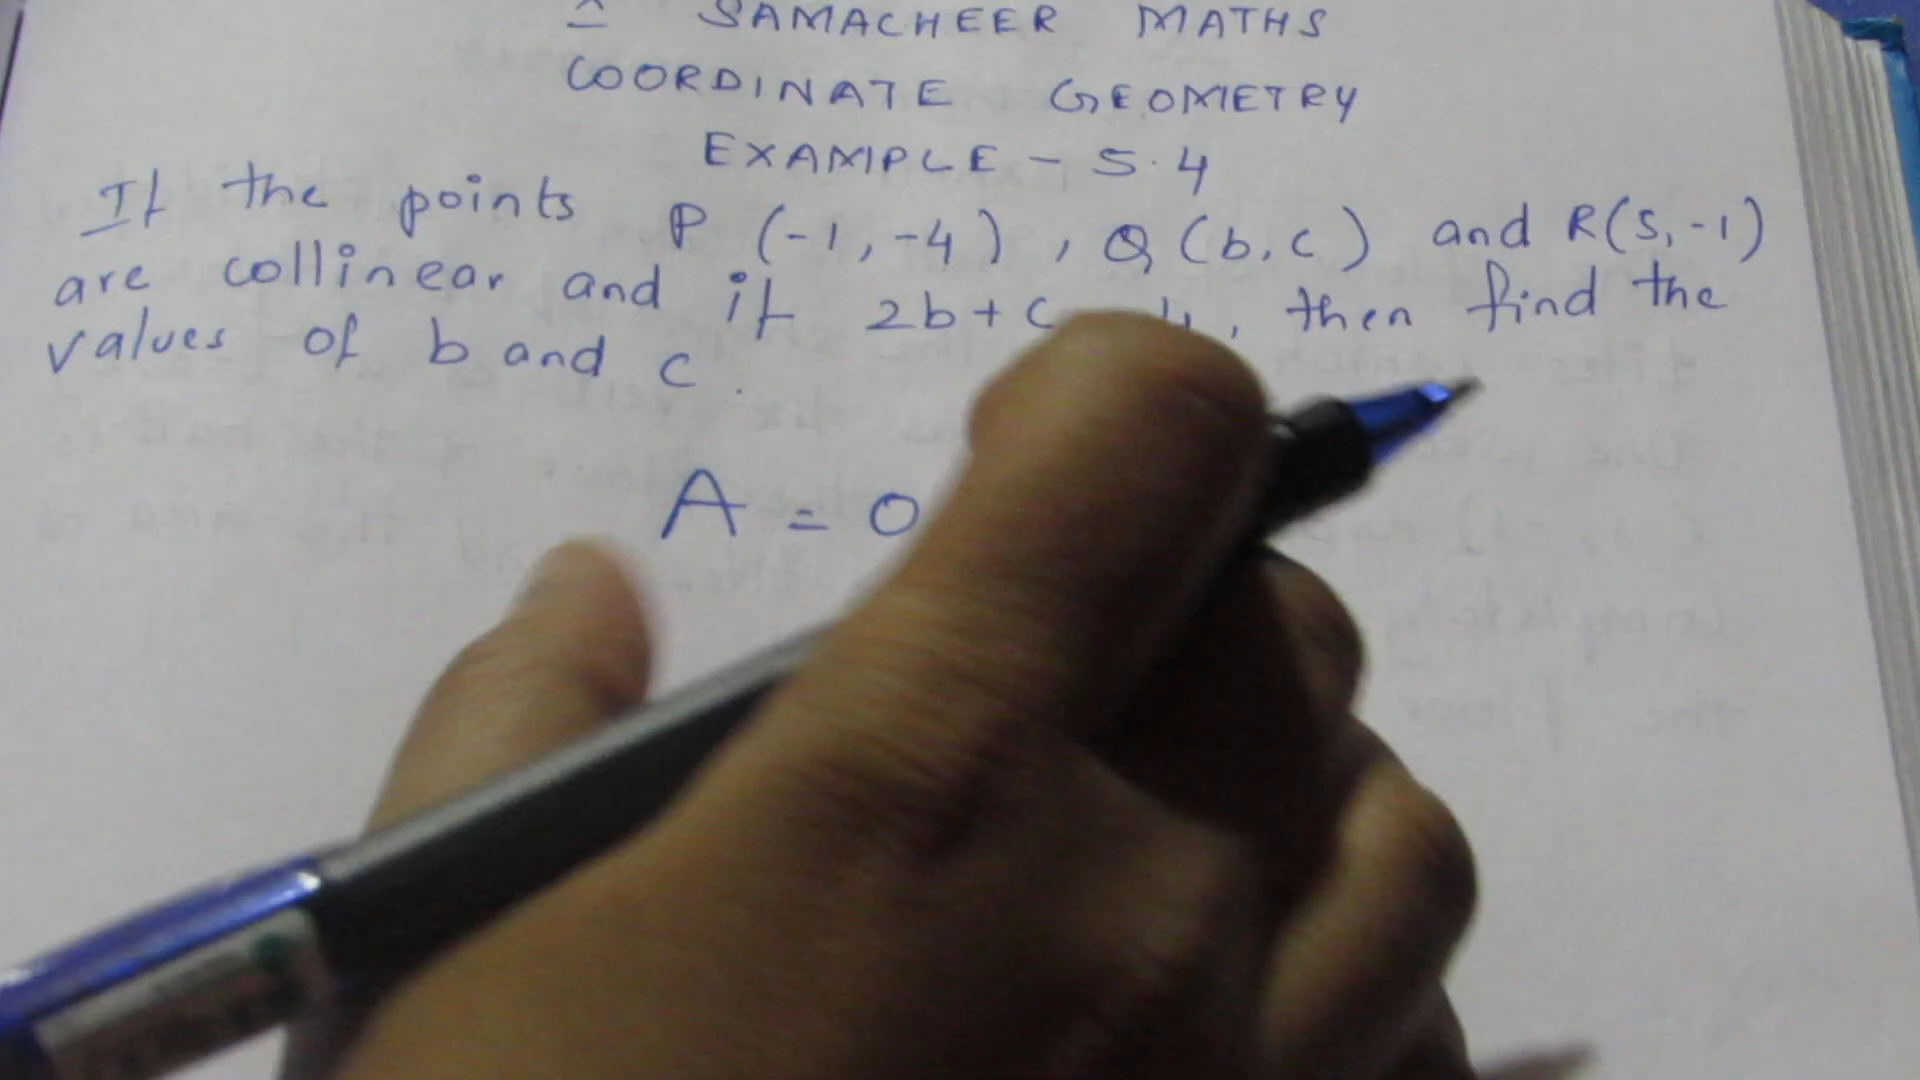 X SAMACHEER MATHS
COORDINATE GEOMETRY
EXAMPLE - 5.4
If the points P (-1, -4), Q (b, c) and R(5, -1)
are collinear and if 2b + c 4, then find the
values of b and c.
A = 0